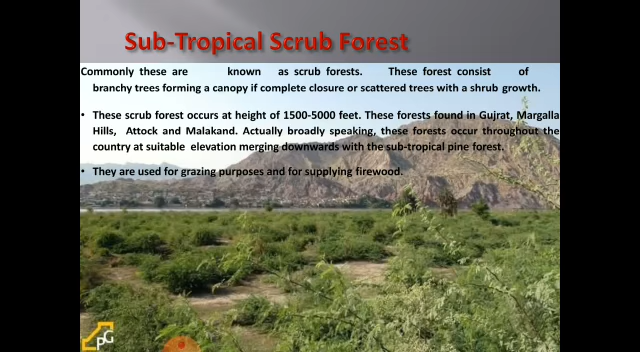 Sub-Tropical Scrub Forest
Commonly these are known as scrub forests. These forest consist of
branchy trees forming a canopy if complete closure or scattered trees with a shrub growth.
• These scrub forest occurs at height of 1500-5000 feet. These forests found in Gujrat, Margalla
Hills, Attock and Malakand. Actually broadly speaking, these forests occur throughout the
country at suitable elevation merging downwards with the sub-tropical pine forest.
• They are used for grazing purposes and for supplying firewood.
PG